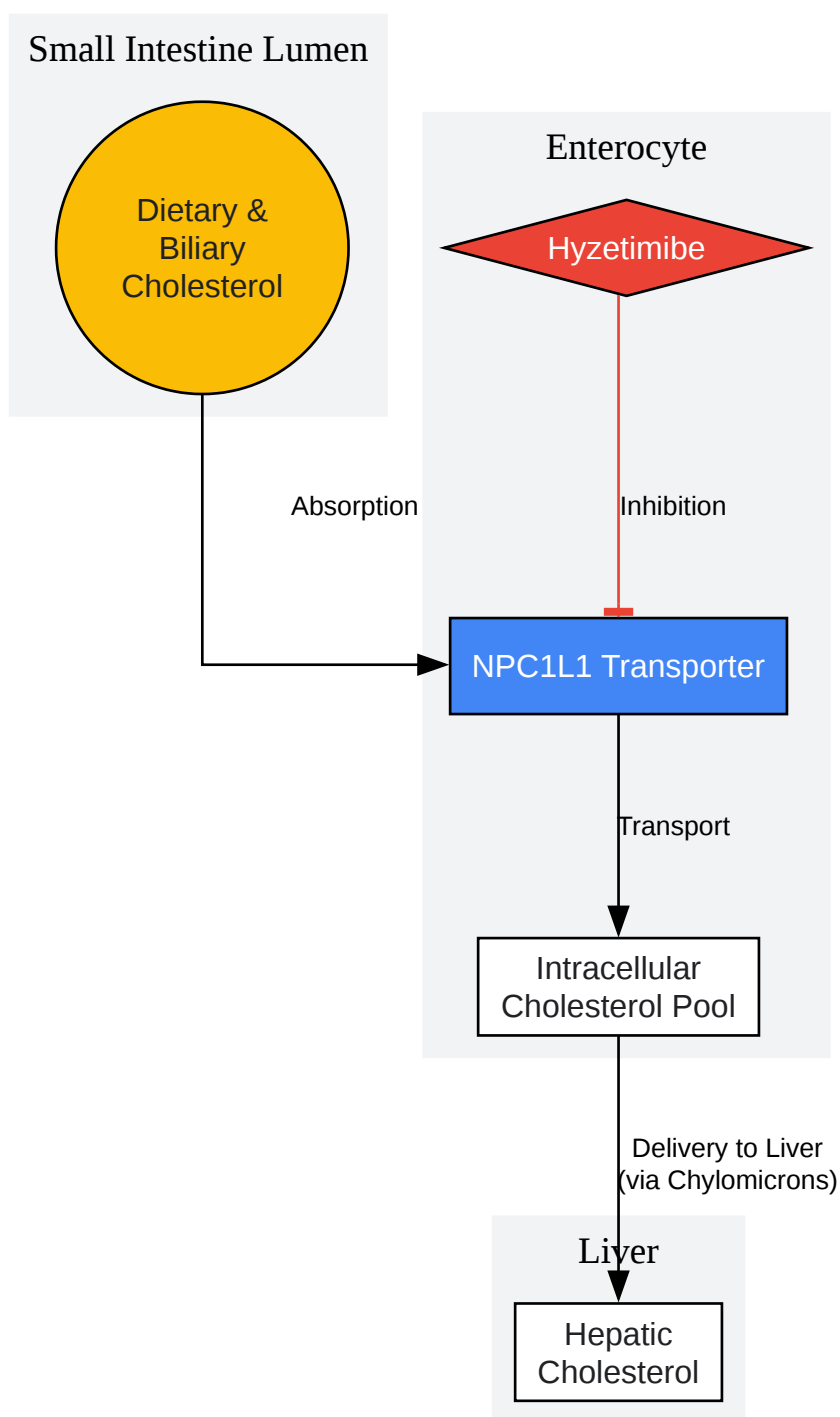 Small Intestine Lumen
Dietary &
Biliary
Cholesterol
Enterocyte
Hyzetimibe
Absorption
Inhibition
NPC1L1 Transporter
Transport
Intracellular
Cholesterol Pool
Delivery to Liver
(via Chylomicrons)
Liver
Hepatic
Cholesterol